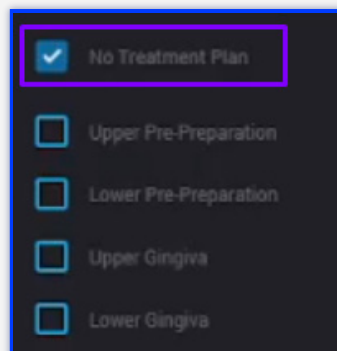 No Treatment Plan
Upper Pre-Preparation
Lower Pre-Preparation
Upper Gingiva
Lower Gingiva